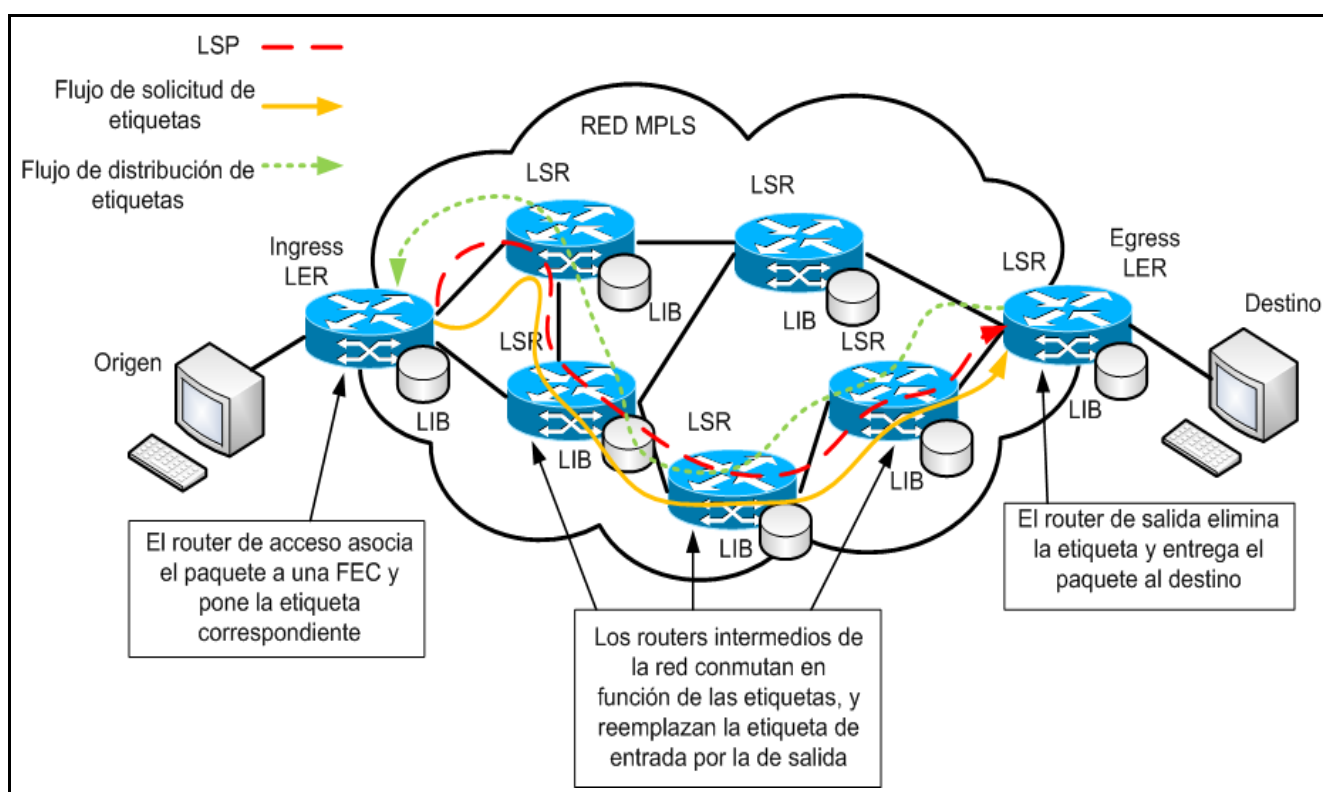 LSP
Flujo de solicitud de
etiquetas
Flujo de distribución de
etiquetas
RED MPLS
LSR
LSR
Ingress
LER
LSR
Egress
LER
Destino
Origen
LIB
LIB
LSR
LSR
LIB
LIB
LSR
LIB
LIB
LIB
El router de acceso asocia
el paquete a una FEC y
pone la etiqueta
correspondiente
El router de salida elimina
la etiqueta y entrega el
paquete al destino
Los routers intermedios de
la red conmutan en
función de las etiquetas, y
reemplazan la etiqueta de
entrada por la de salida